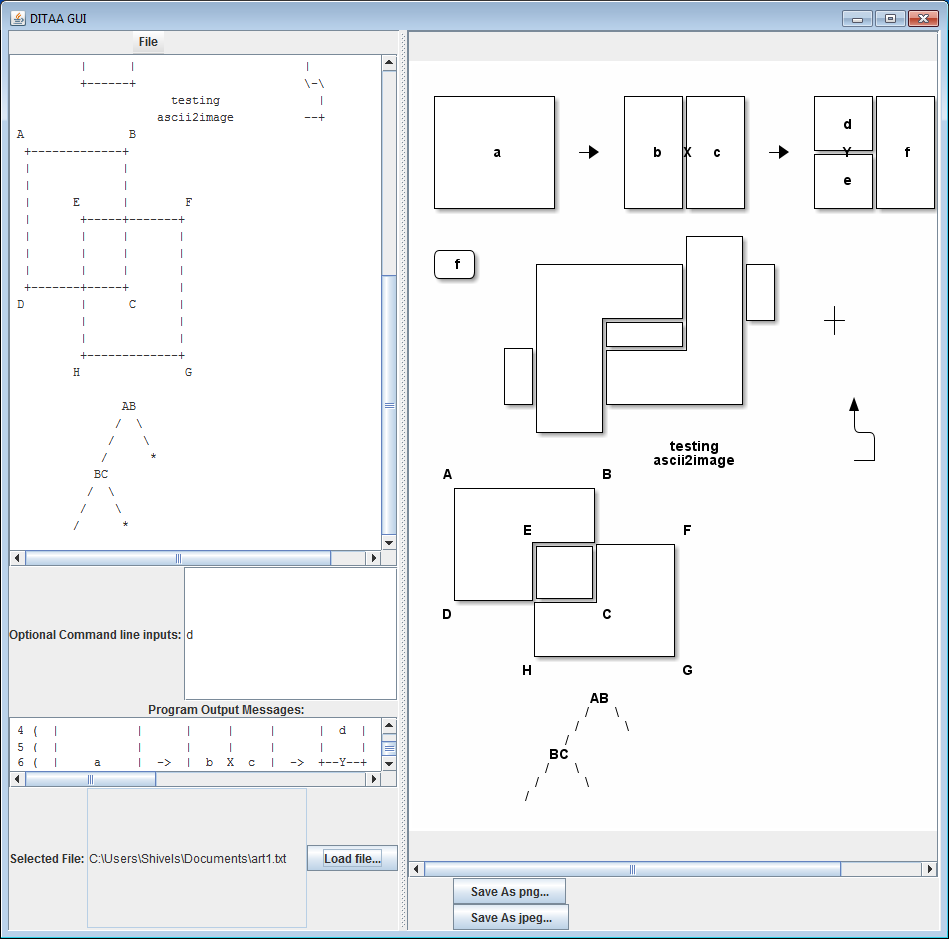 DITAA GUI
File
| | |
+------+ \-\
testing |
ascii2image --+
A B
+-------------+
| |
| |
| E | F
| +-----+-------+
| | | |
| | | |
| | | |
+-------+-----+ |
D | C |
| |
| |
+-------------+
H G
AB
/ \
/ \
/ *
BC
/ \
/ \
/ *
Optional Command line inputs: d
Program Output Messages:
4 ( | | | | | | d |
5 ( | | | | | | |
6 ( | a | -> | b X c | -> +--Y--+
Selected File: C:\Users\Shivels\Documents\art1.txt Load file...
a b X c d Y e f
f
testing
ascii2image
A B
E F
D C
H G
AB
/ \
/ \
/
BC
/ \
/ \
/
Save As png...
Save As jpeg...